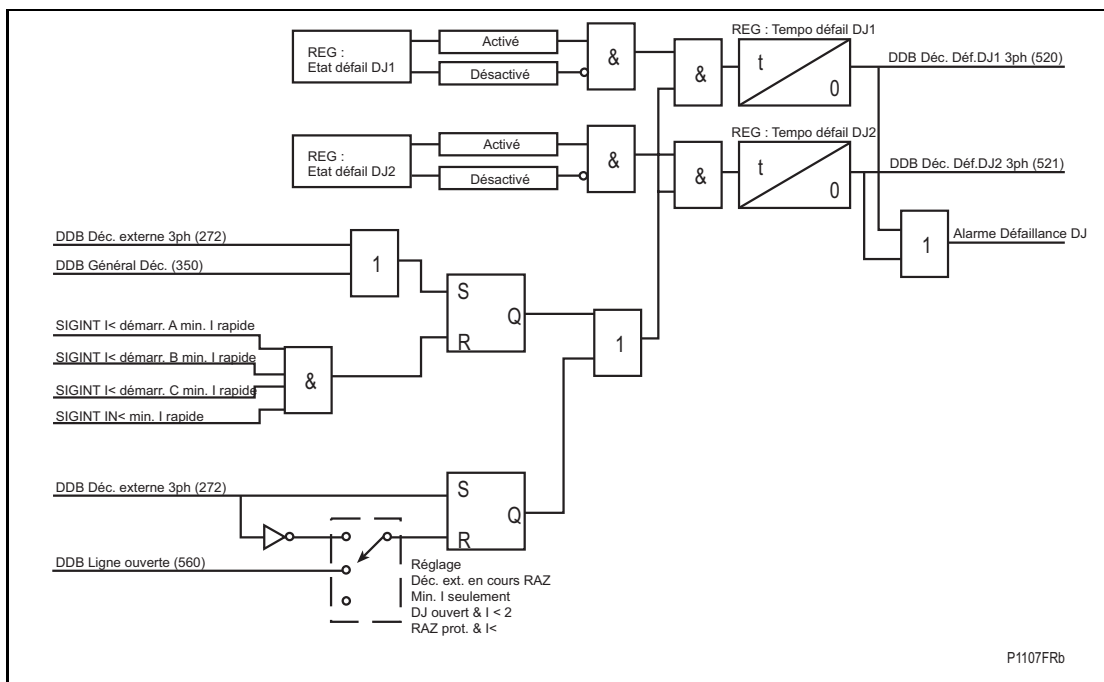 REG :
Etat défail DJ1
Activé
Désactivé
&
&
REG : Tempo défail DJ1
t
0
DDB Déc. Déf.DJ1 3ph (520)
REG :
Etat défail DJ2
Activé
Désactivé
&
&
REG : Tempo défail DJ2
t
0
DDB Déc. Déf.DJ2 3ph (521)
1
Alarme Défaillance DJ
DDB Déc. externe 3ph (272)
DDB Général Déc. (350)
1
S
Q
R
1
SIGINT I< démarr. A min. I rapide
SIGINT I< démarr. B min. I rapide
SIGINT I< démarr. C min. I rapide
SIGINT IN< min. I rapide
&
DDB Déc. externe 3ph (272)
S
Q
R
DDB Ligne ouverte (560)
Réglage
Déc. ext. en cours RAZ
Min. I seulement
DJ ouvert & I < 2
RAZ prot. & I<
P1107FRb